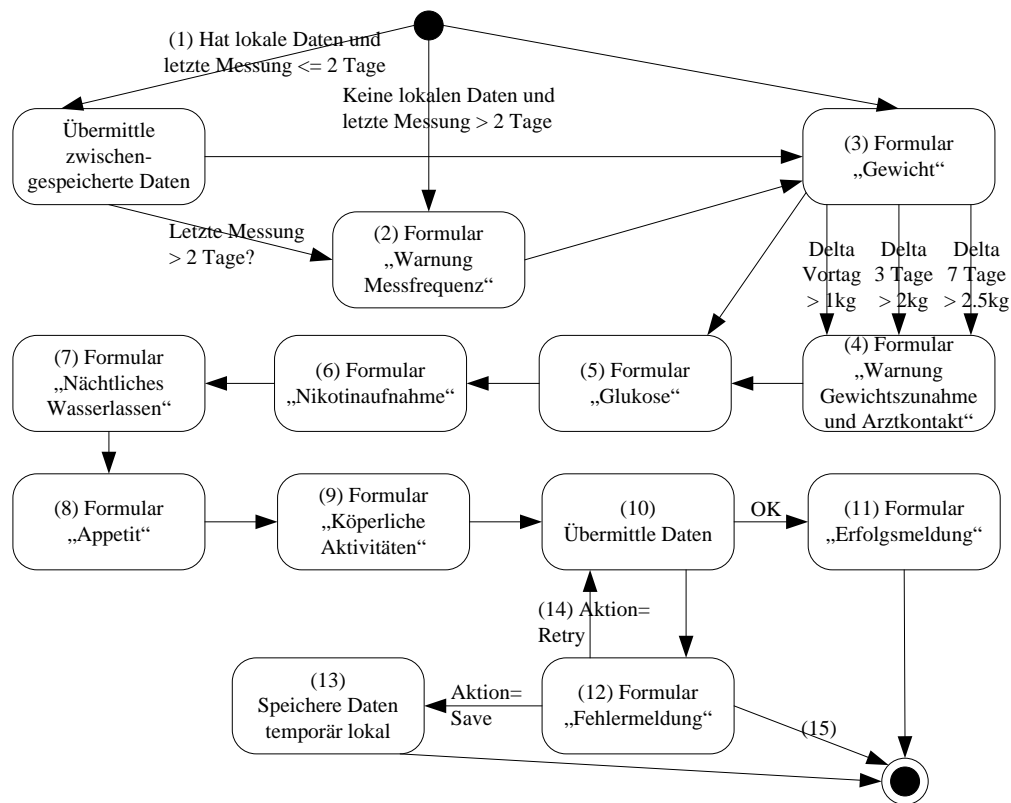 (1) Hat lokale Daten und
letzte Messung <= 2 Tage
Keine lokalen Daten und
letzte Messung > 2 Tage
Übermittle
zwischen-
gespeicherte Daten
(3) Formular
„Gewicht“
Letzte Messung
> 2 Tage?
(2) Formular
„Warnung
Messfrequenz“
Delta
Vortag
> 1kg
Delta
3 Tage
> 2kg
Delta
7 Tage
> 2.5kg
(7) Formular
„Nächtliches
Wasserlassen“
(6) Formular
„Nikotinaufnahme“
(5) Formular
„Glukose“
(4) Formular
„Warnung
Gewichtszunahme
und Arztkontakt“
(8) Formular
„Appetit“
(9) Formular
„Köperliche
Aktivitäten“
(10)
Übermittle Daten
OK
(11) Formular
„Erfolgsmeldung“
(14) Aktion=
Retry
(13)
Speichere Daten
temporär lokal
Aktion=
Save
(12) Formular
„Fehlermeldung“
(15)